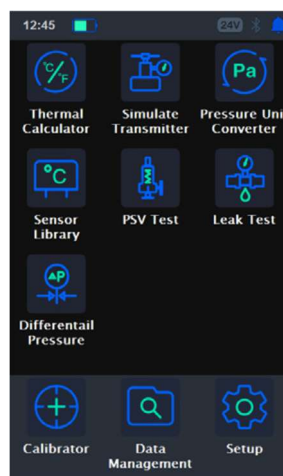 12:45 24V
℃/℉ Pa
Thermal Simulate Pressure Uni
Calculator Transmitter Converter
°C
Sensor PSV Test Leak Test
Library
ΔP
Differentail
Pressure
Calibrator Data Setup
Management